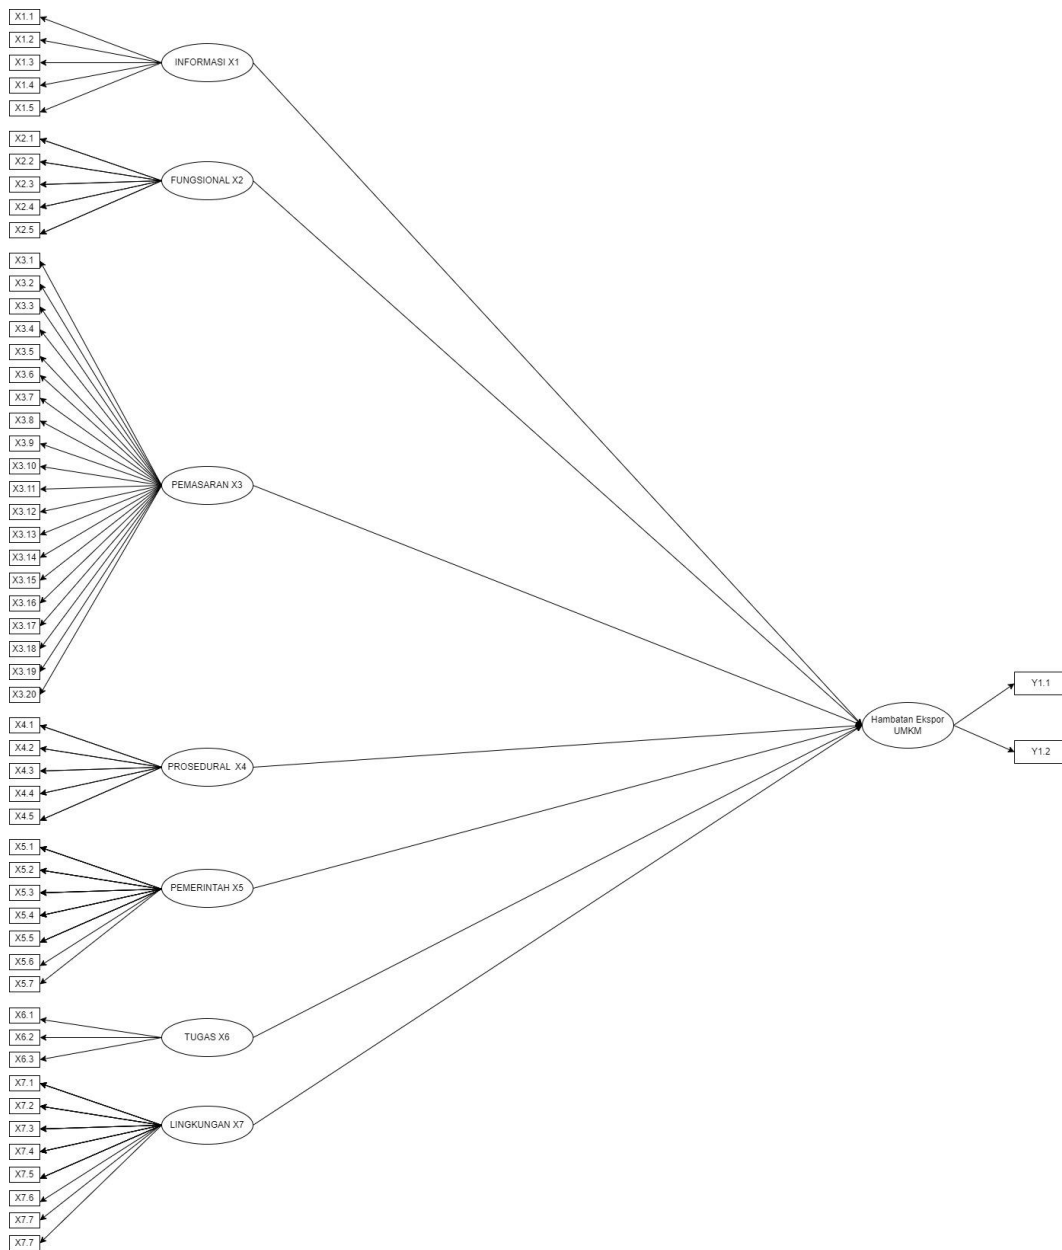 X1.1
X1.2
X1.3
X1.4
X1.5
INFORMASI X1
X2.1
X2.2
X2.3
X2.4
X2.5
FUNGSIONAL X2
X3.1
X3.2
X3.3
X3.4
X3.5
X3.6
X3.7
X3.8
X3.9
X3.10
X3.11
X3.12
X3.13
X3.14
X3.15
X3.16
X3.17
X3.18
X3.19
X3.20
PEMASARAN X3
X4.1
X4.2
X4.3
X4.4
X4.5
PROSEDURAL X4
X5.1
X5.2
X5.3
X5.4
X5.5
X5.6
X5.7
PEMERINTAH X5
X6.1
X6.2
X6.3
TUGAS X6
X7.1
X7.2
X7.3
X7.4
X7.5
X7.6
X7.7
X7.7
LINGKUNGAN X7
Hambatan Ekspor
UMKM
Y1.1
Y1.2